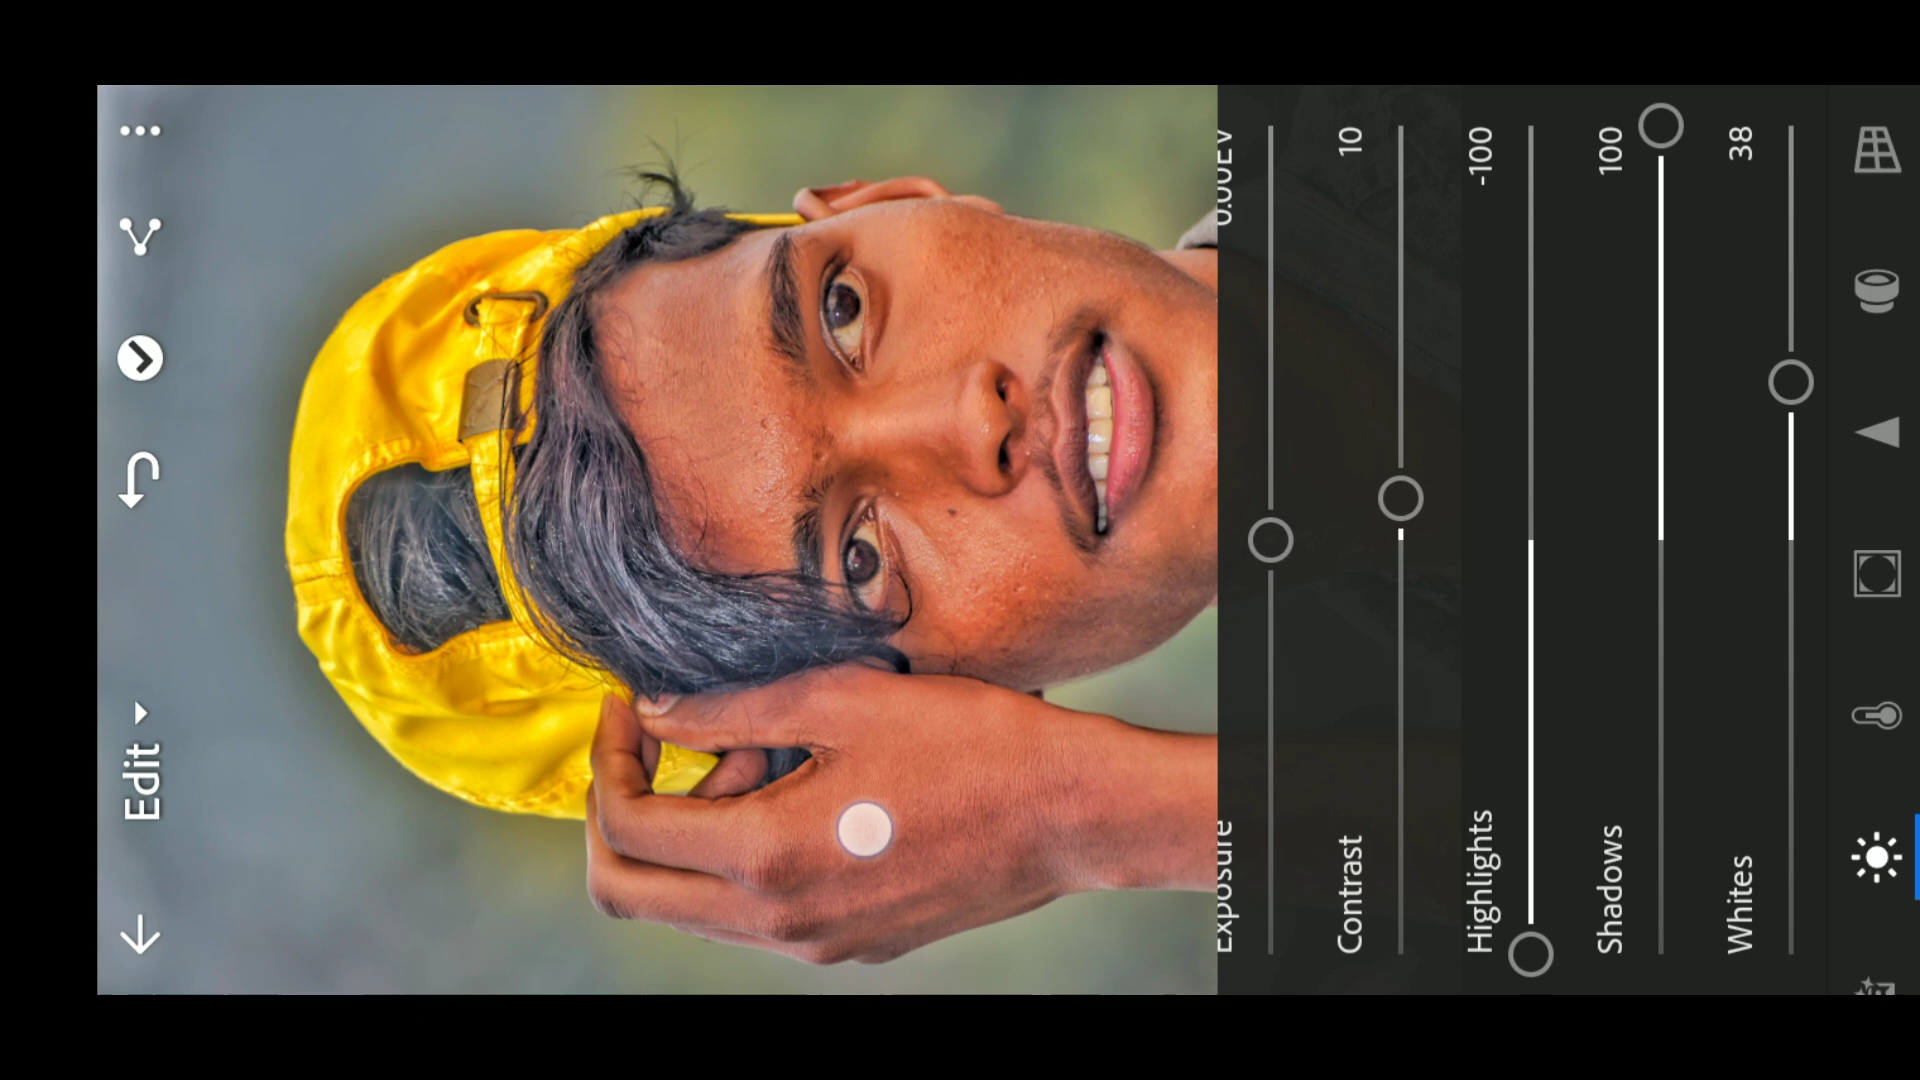 Edit
Exposure 0.00EV
Contrast 10
Highlights -100
Shadows 100
Whites 38